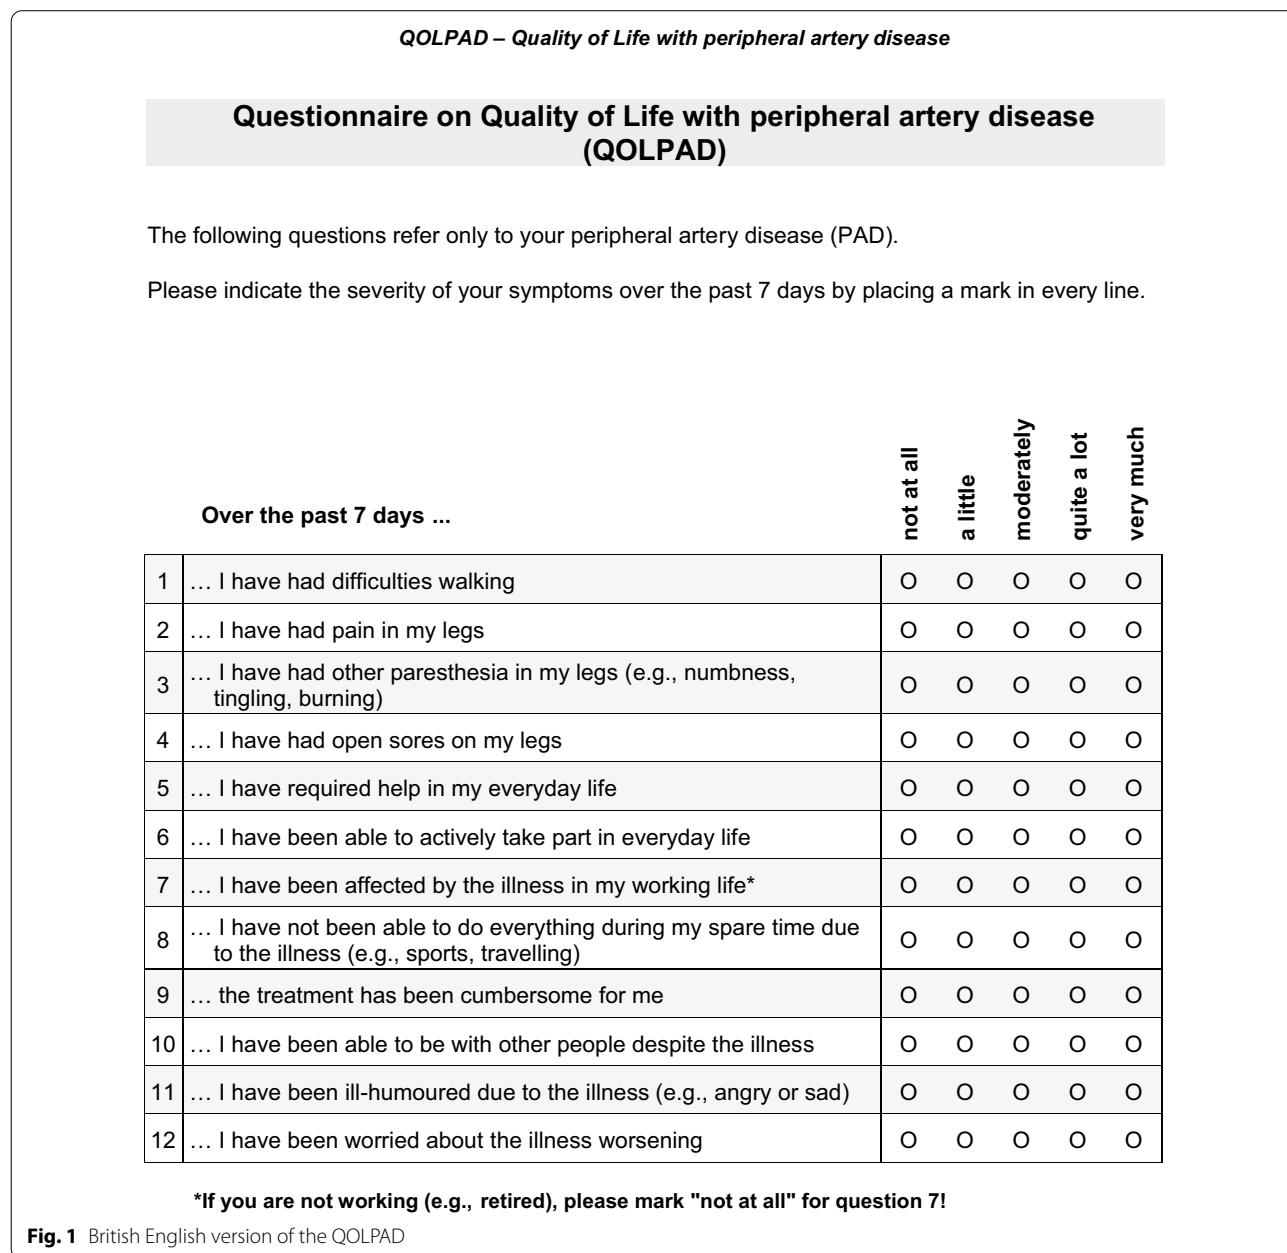 QOLPAD – Quality of Life with peripheral artery disease
Questionnaire on Quality of Life with peripheral artery disease
(QOLPAD)
The following questions refer only to your peripheral artery disease (PAD).
Please indicate the severity of your symptoms over the past 7 days by placing a mark in every line.
Over the past 7 days ... not at all a little moderately quite a lot very much
1 … I have had difficulties walking O O O O O
2 … I have had pain in my legs O O O O O
3 … I have had other paresthesia in my legs (e.g., numbness,
tingling, burning) O O O O O
4 … I have had open sores on my legs O O O O O
5 … I have required help in my everyday life O O O O O
6 … I have been able to actively take part in everyday life O O O O O
7 … I have been affected by the illness in my working life* O O O O O
8 … I have not been able to do everything during my spare time due
to the illness (e.g., sports, travelling) O O O O O
9 … the treatment has been cumbersome for me O O O O O
10 … I have been able to be with other people despite the illness O O O O O
11 … I have been ill-humoured due to the illness (e.g., angry or sad) O O O O O
12 … I have been worried about the illness worsening O O O O O
*If you are not working (e.g., retired), please mark "not at all" for question 7!
Fig. 1 British English version of the QOLPAD